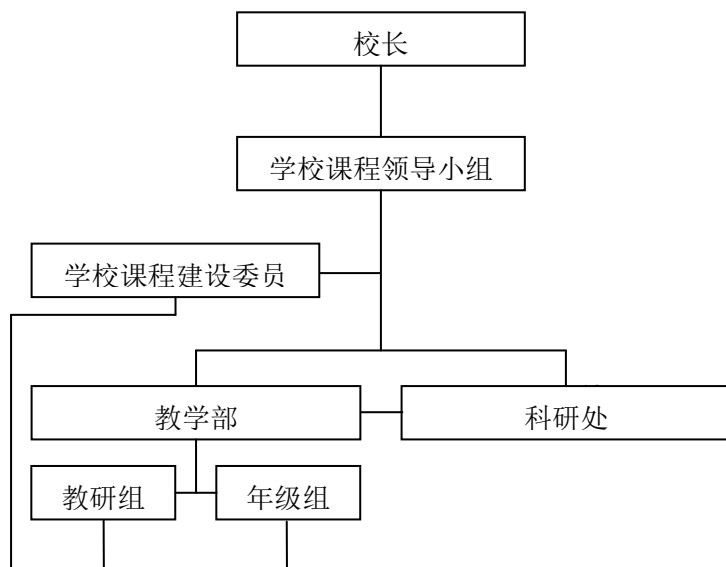 校长
学校课程领导小组
学校课程建设委员
教学部
科研处
教研组
年级组